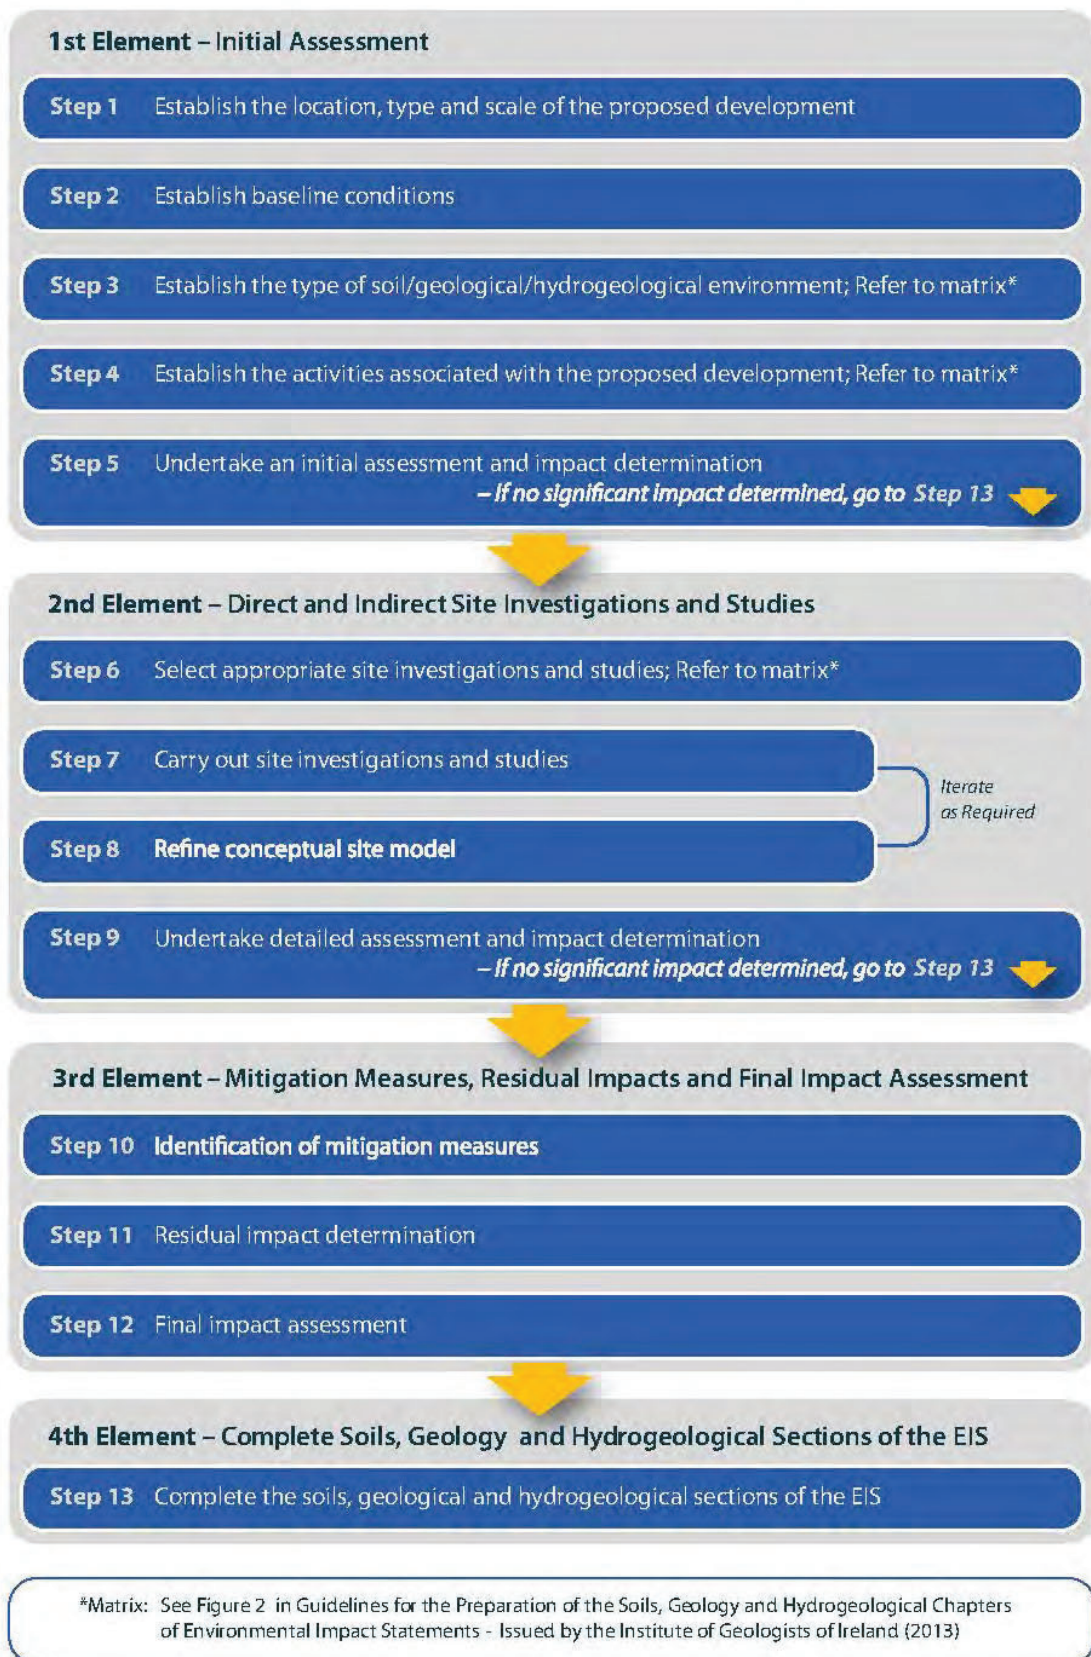 1st Element – Initial Assessment
Step 1 Establish the location, type and scale of the proposed development
Step 2 Establish baseline conditions
Step 3 Establish the type of soil/geological/hydrogeological environment; Refer to matrix*
Step 4 Establish the activities associated with the proposed development; Refer to matrix*
Step 5 Undertake an initial assessment and impact determination
– If no significant impact determined, go to Step 13
2nd Element – Direct and Indirect Site Investigations and Studies
Step 6 Select appropriate site investigations and studies; Refer to matrix*
Step 7 Carry out site investigations and studies
Iterate
as Required
Step 8 Refine conceptual site model
Step 9 Undertake detailed assessment and impact determination
– If no significant impact determined, go to Step 13
3rd Element – Mitigation Measures, Residual Impacts and Final Impact Assessment
Step 10 Identification of mitigation measures
Step 11 Residual impact determination
Step 12 Final impact assessment
4th Element – Complete Soils, Geology and Hydrogeological Sections of the EIS
Step 13 Complete the soils, geological and hydrogeological sections of the EIS
*Matrix: See Figure 2 in Guidelines for the Preparation of the Soils, Geology and Hydrogeological Chapters
of Environmental Impact Statements - Issued by the Institute of Geologists of Ireland (2013)